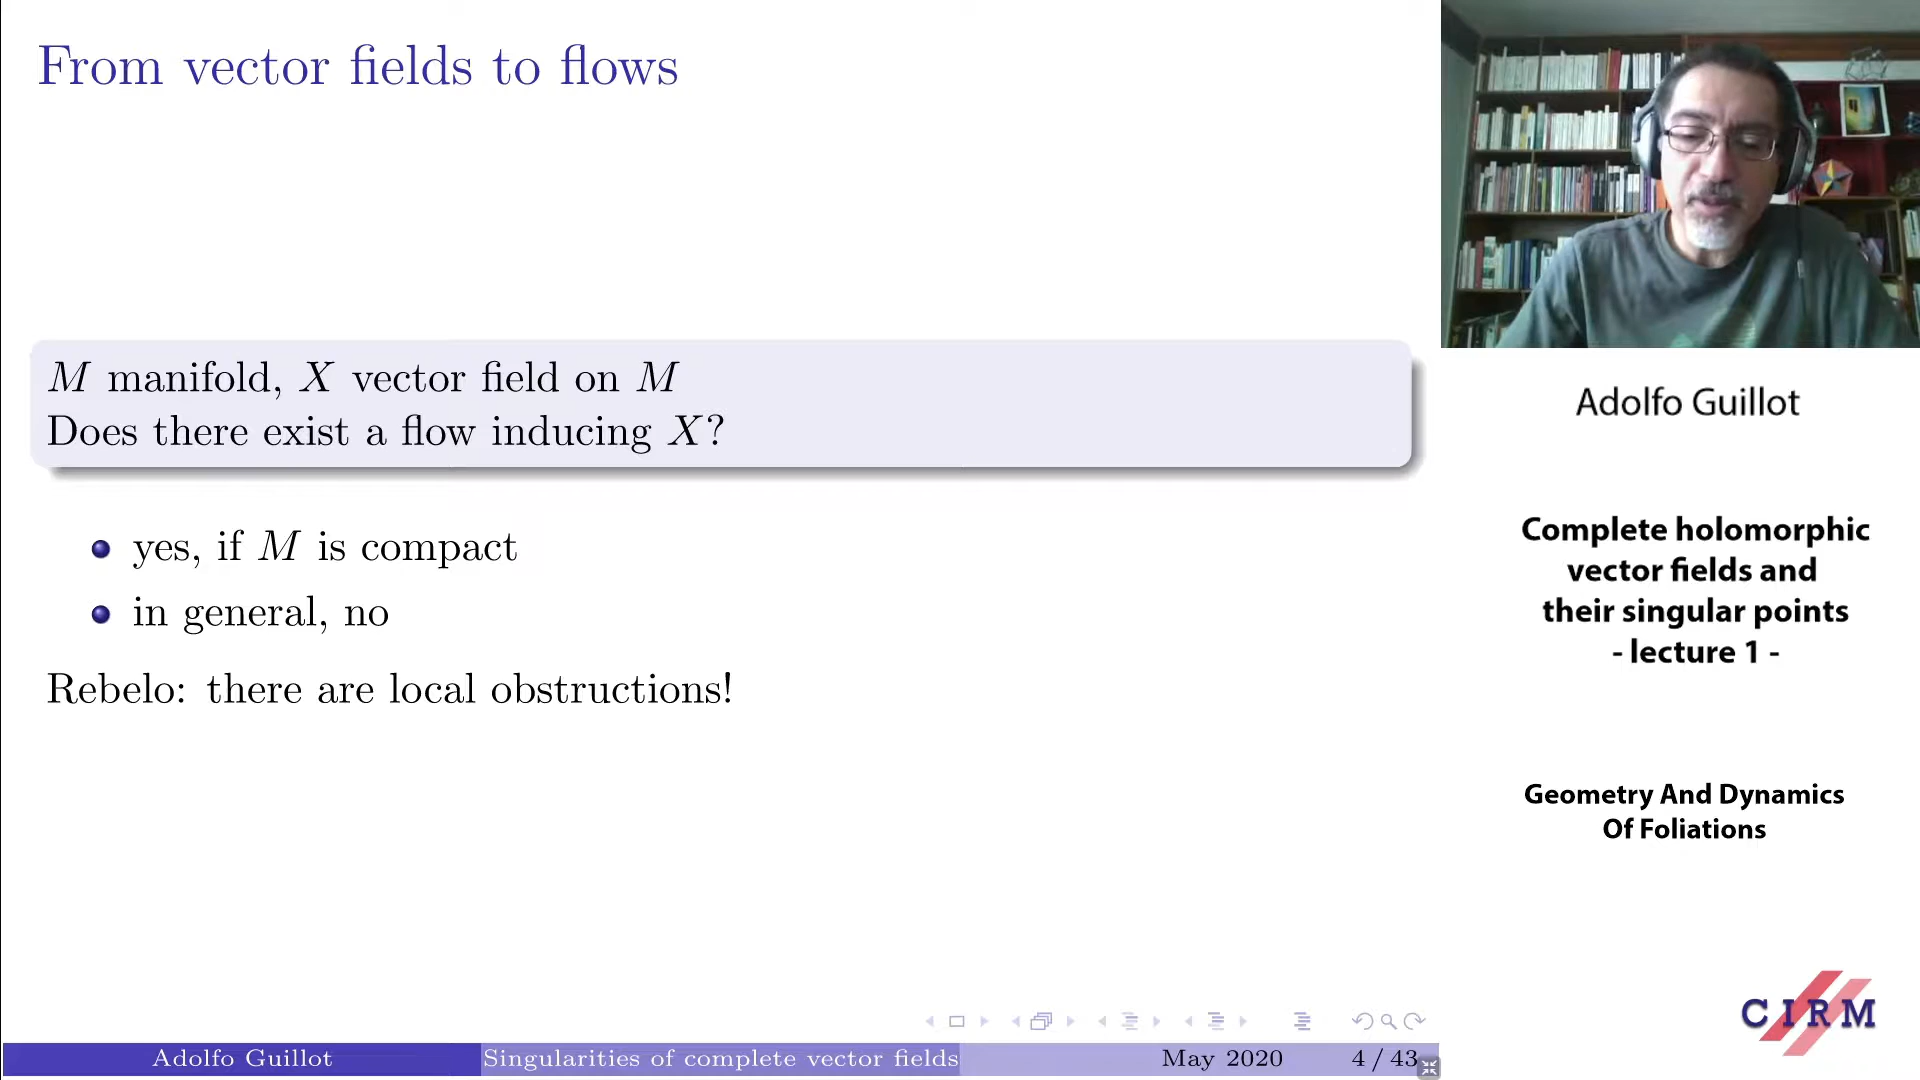 From vector fields to flows
M manifold, X vector field on M
Does there exist a flow inducing X?
yes, if M is compact
in general, no
Rebelo: there are local obstructions!
Adolfo Guillot
Singularities of complete vector fields
May 2020
4 / 43
Adolfo Guillot
Complete holomorphic
vector fields and
their singular points
- lecture 1 -
Geometry And Dynamics
Of Foliations
CIRM